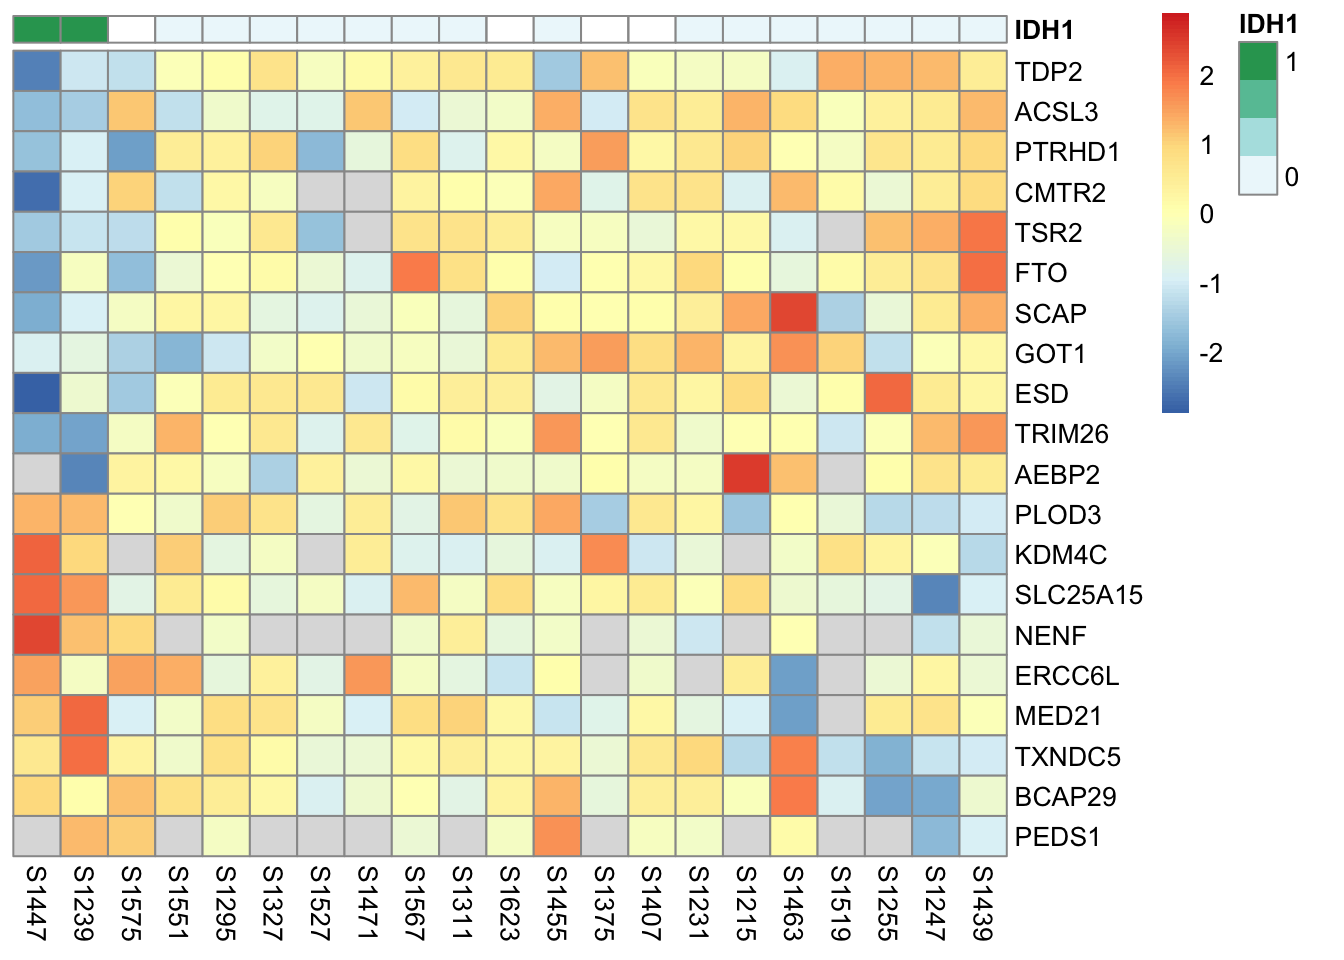 IDH1
TDP2
ACSL3
PTRHD1
CMTR2
TSR2
FTO
SCAP
GOT1
ESD
TRIM26
AEBP2
PLOD3
KDM4C
SLC25A15
NENF
ERCC6L
MED21
TXNDC5
BCAP29
PEDS1
S1447
S1239
S1575
S1551
S1295
S1327
S1527
S1471
S1567
S1311
S1623
S1455
S1375
S1407
S1231
S1215
S1463
S1519
S1255
S1247
S1439
2
1
0
-1
-2
IDH1
1
0